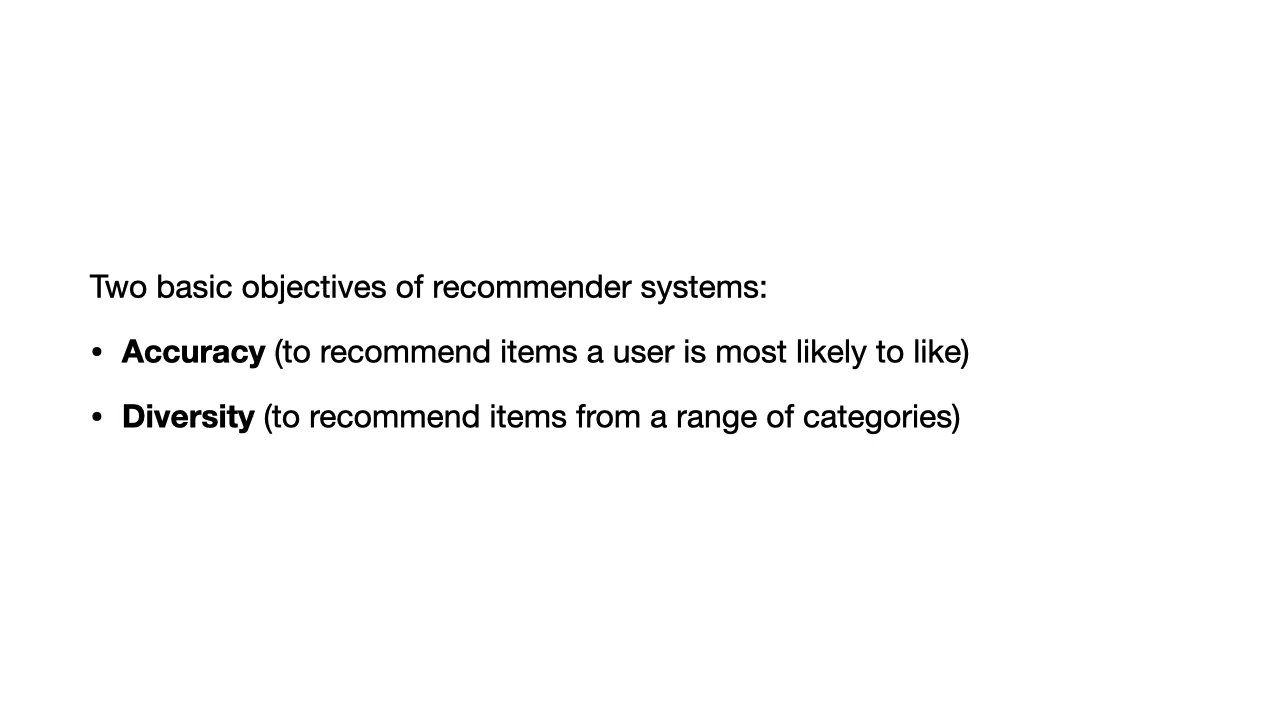 Two basic objectives of recommender systems:
• Accuracy (to recommend items a user is most likely to like)
• Diversity (to recommend items from a range of categories)